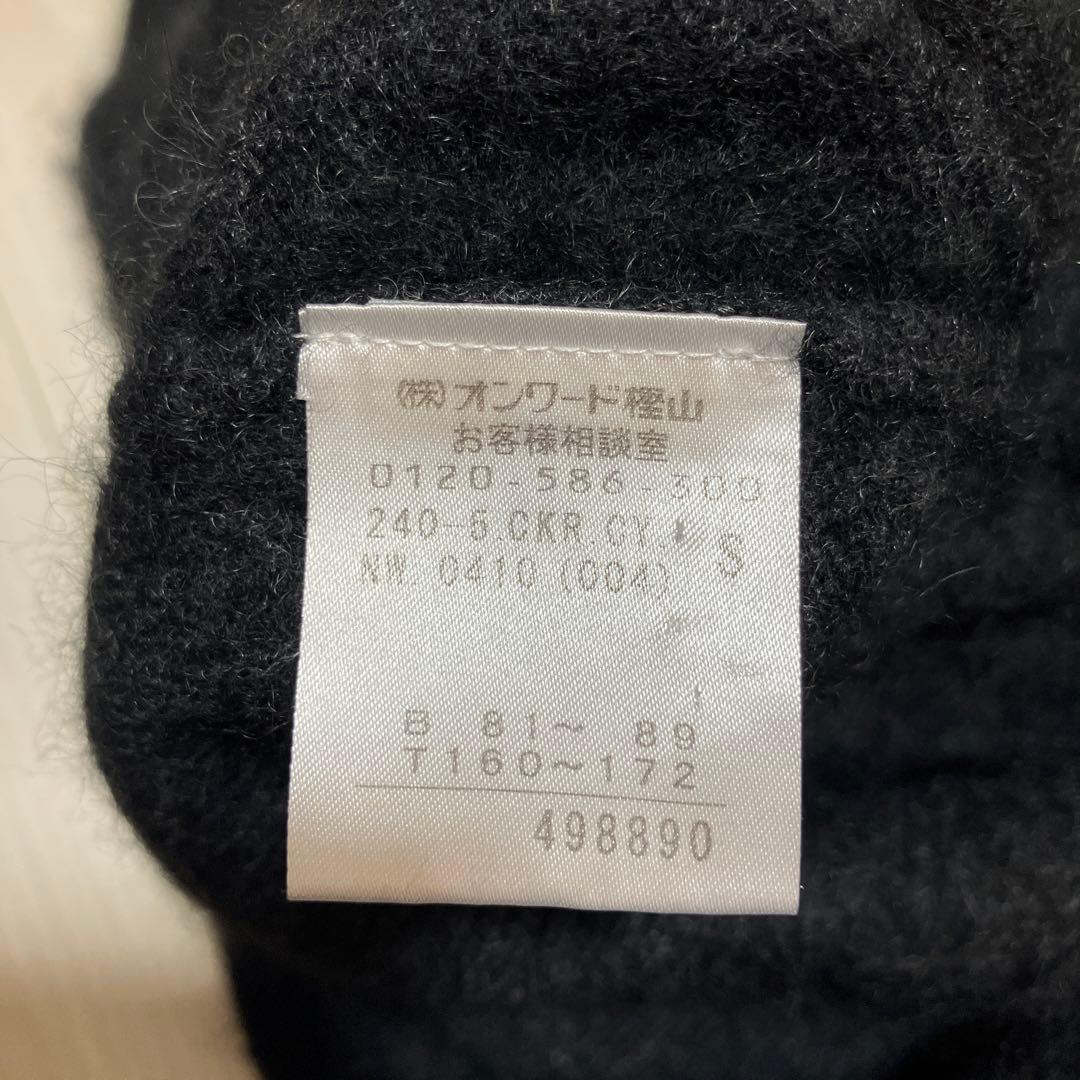 (株)オンワード樫山
お客様相談室
0120-586-300
240-5.CKR.CY.* S
NW. 0410 (004)
B 81〜 89
T160〜172
498890